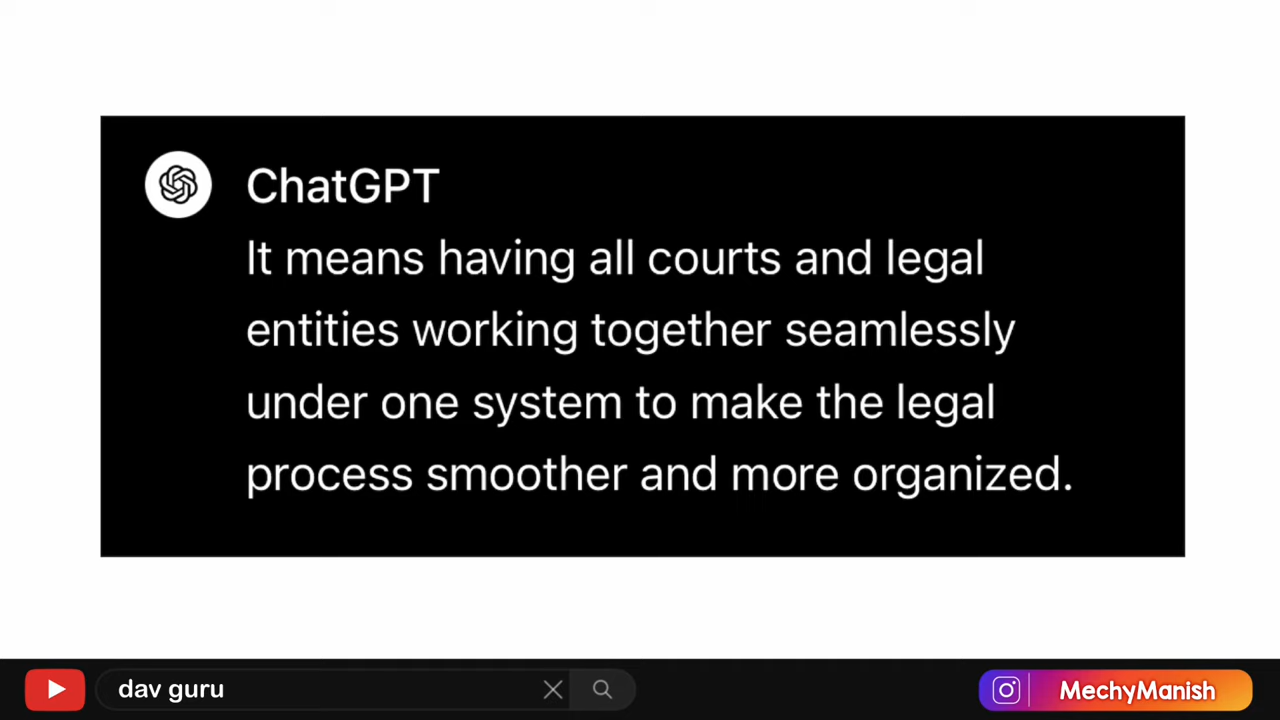 ChatGPT
It means having all courts and legal
entities working together seamlessly
under one system to make the legal
process smoother and more organized.
dav guru
MechyManish